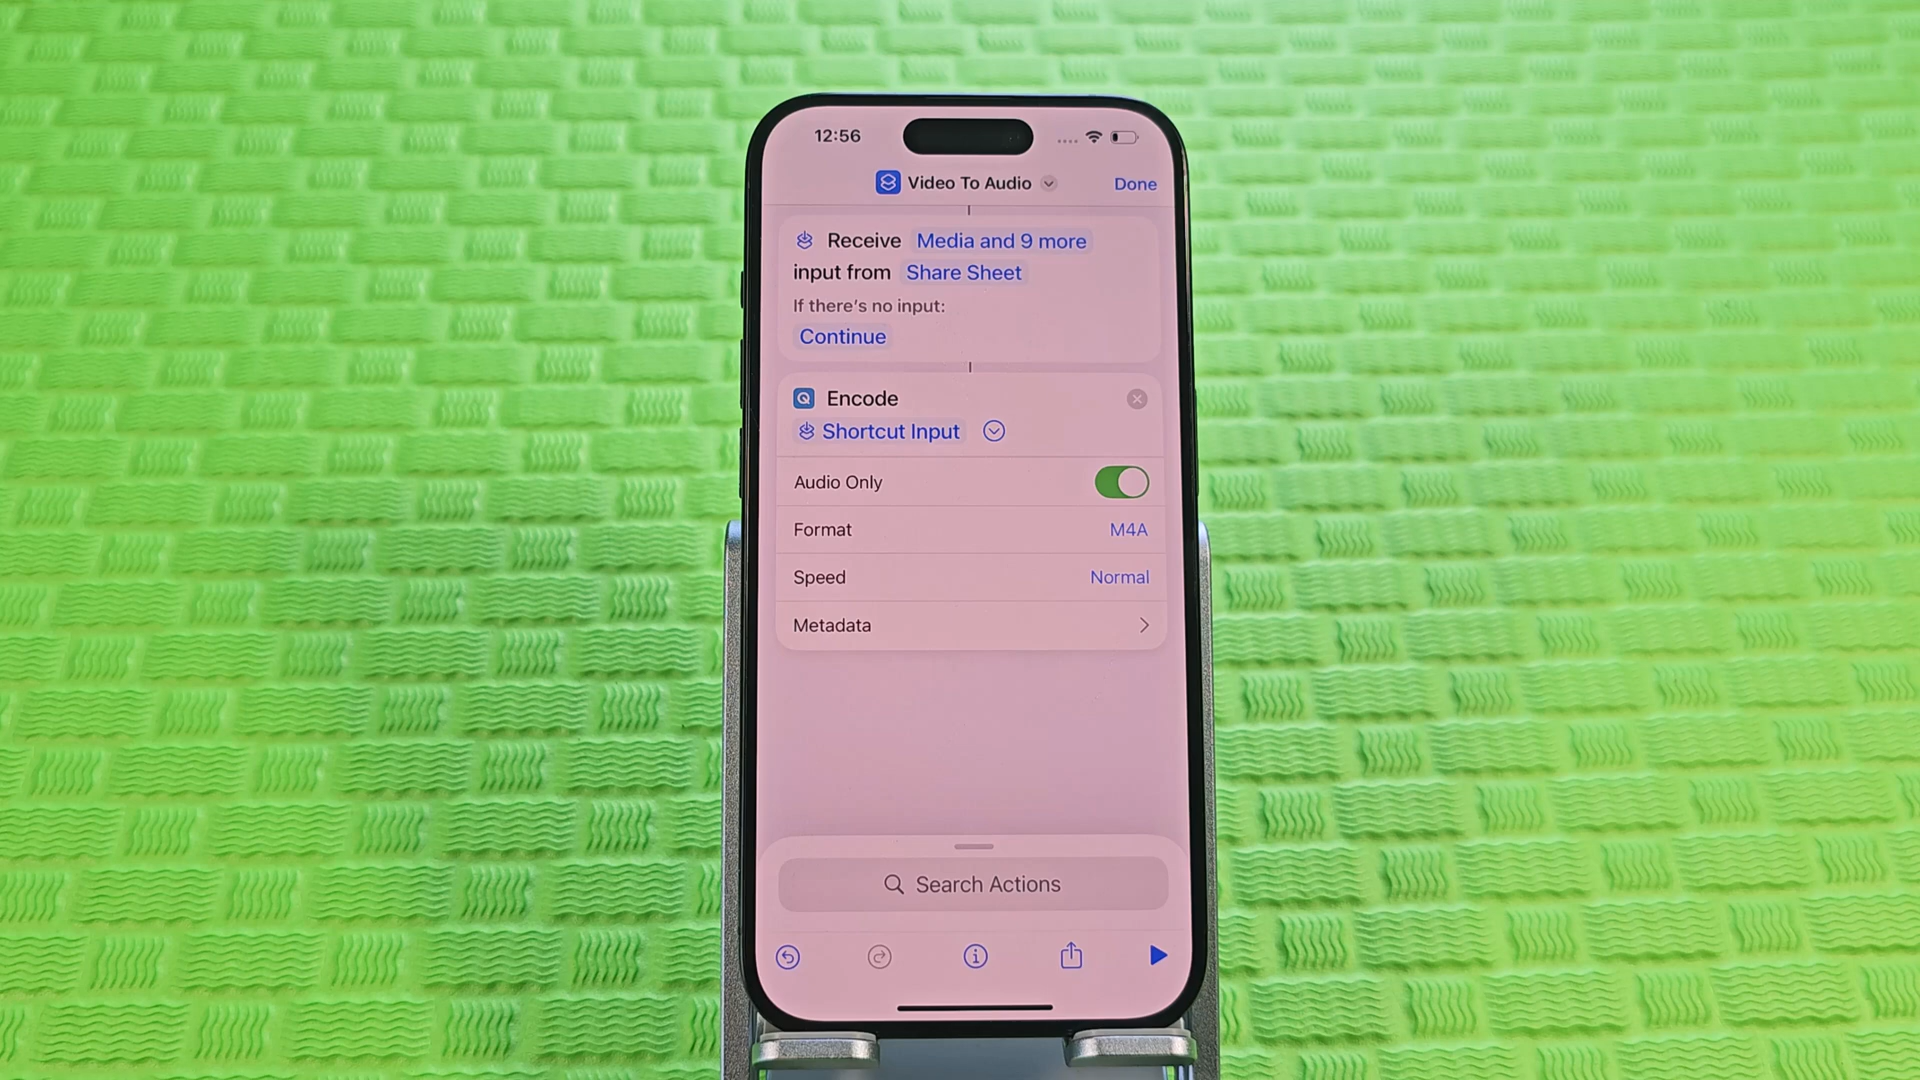 12:56
Video To Audio
Done
Receive Media and 9 more
input from Share Sheet
If there's no input:
Continue
Encode
Shortcut Input
Audio Only
Format M4A
Speed Normal
Metadata
Search Actions